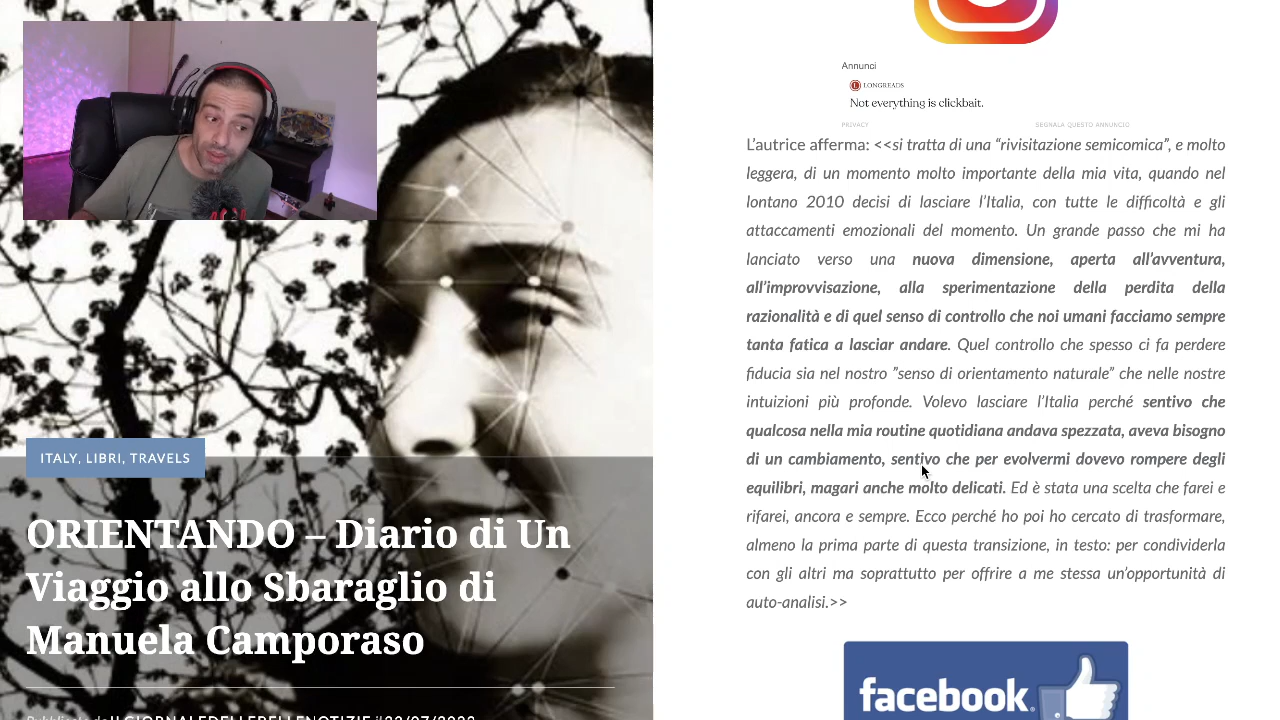 ITALY, LIBRI, TRAVELS
ORIENTANDO – Diario di Un
Viaggio allo Sbaraglio di
Manuela Camporaso
Annunci
LONGREADS
Not everything is clickbait.
PRIVACY
SEGNALA QUESTO ANNUNCIO
L’autrice afferma: <<si tratta di una “rivisitazione semicomica”, e molto
leggera, di un momento molto importante della mia vita, quando nel
lontano 2010 decisi di lasciare l’Italia, con tutte le difficoltà e gli
attaccamenti emozionali del momento. Un grande passo che mi ha
lanciato verso una nuova dimensione, aperta all’avventura,
all’improvvisazione, alla sperimentazione della perdita della
razionalità e di quel senso di controllo che noi umani facciamo sempre
tanta fatica a lasciar andare. Quel controllo che spesso ci fa perdere
fiducia sia nel nostro ”senso di orientamento naturale” che nelle nostre
intuizioni più profonde. Volevo lasciare l’Italia perché sentivo che
qualcosa nella mia routine quotidiana andava spezzata, aveva bisogno
di un cambiamento, sentivo che per evolvermi dovevo rompere degli
equilibri, magari anche molto delicati. Ed è stata una scelta che farei e
rifarei, ancora e sempre. Ecco perché ho poi ho cercato di trasformare,
almeno la prima parte di questa transizione, in testo: per condividerla
con gli altri ma soprattutto per offrire a me stessa un’opportunità di
auto-analisi.>>
facebook